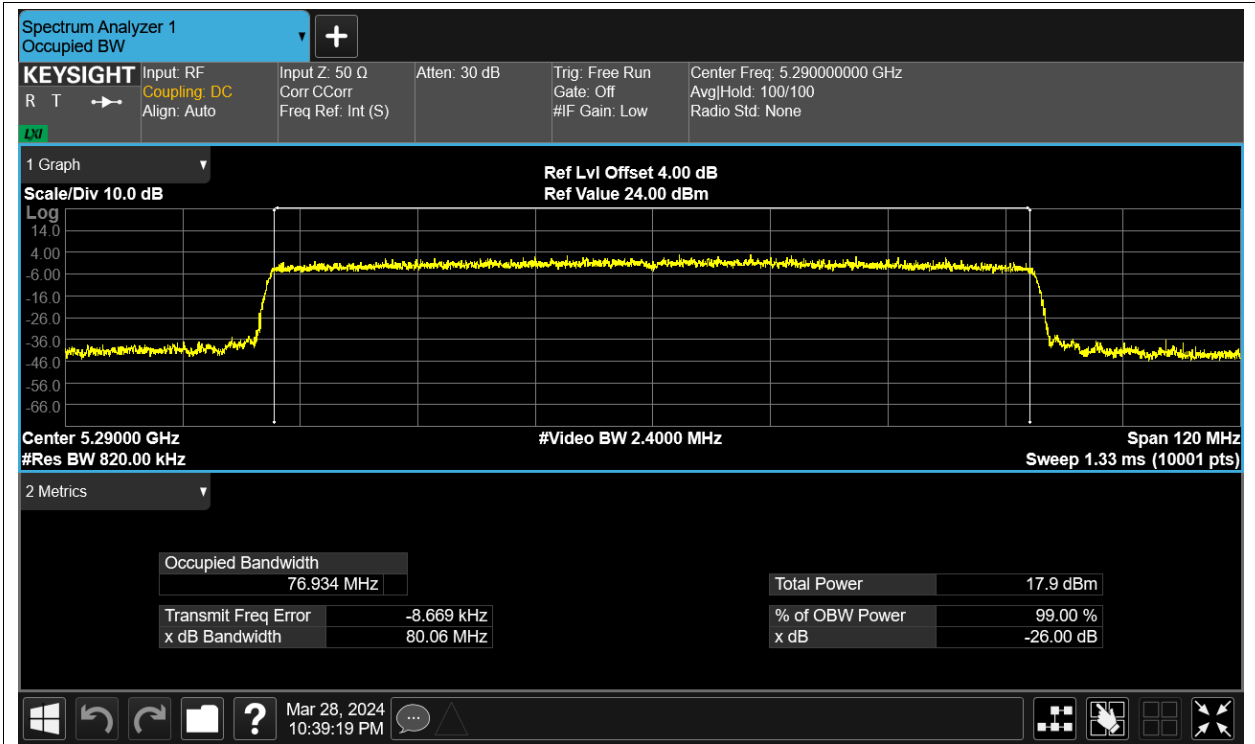 Spectrum Analyzer 1
Occupied BW
KEYSIGHT
R T
LXI
Input: RF
Coupling: DC
Align: Auto
Input Z: 50 Ω
Corr CCorr
Freq Ref: Int (S)
Atten: 30 dB
Trig: Free Run
Gate: Off
#IF Gain: Low
Center Freq: 5.290000000 GHz
Avg|Hold: 100/100
Radio Std: None
1 Graph
Ref Lvl Offset 4.00 dB
Scale/Div 10.0 dB
Ref Value 24.00 dBm
Log
14.0
4.00
-6.00
-16.0
-26.0
-36.0
-46.0
-56.0
-66.0
Center 5.29000 GHz
#Video BW 2.4000 MHz
Span 120 MHz
#Res BW 820.00 kHz
Sweep 1.33 ms (10001 pts)
2 Metrics
Occupied Bandwidth
76.934 MHz
Total Power 17.9 dBm
Transmit Freq Error -8.669 kHz
% of OBW Power 99.00 %
x dB Bandwidth 80.06 MHz
x dB -26.00 dB
?
Mar 28, 2024
10:39:19 PM